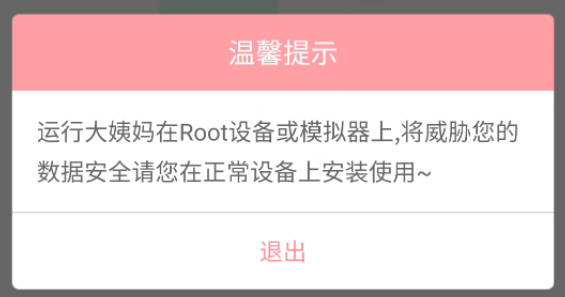 温馨提示
运行大姨妈在Root设备或模拟器上,将威胁您的
数据安全请您在正常设备上安装使用~
退出